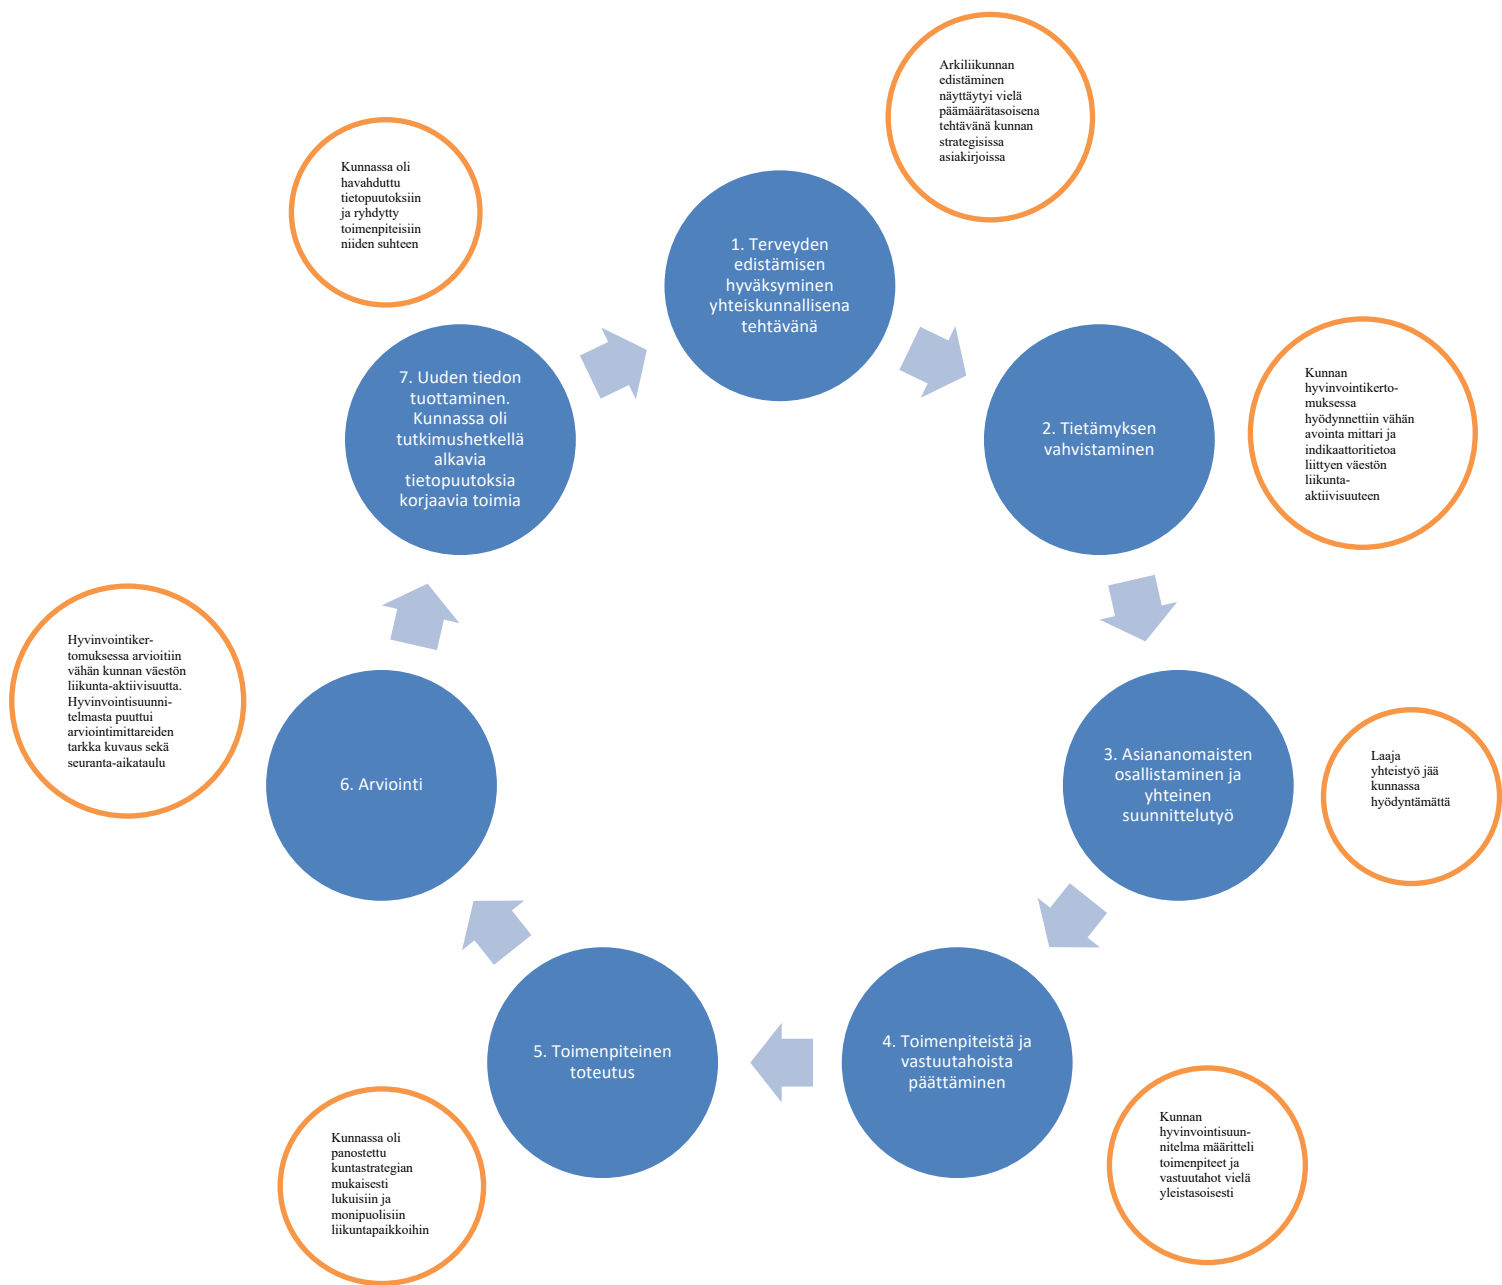 Arkiliikunnan
edistäminen
näyttäytyi vielä
päämäärätasoisena
tehtävänä kunnan
strategisissa
asiakirjoissa
1. Terveyden
edistämisen
hyväksyminen
yhteiskunnallisena
tehtävänä
Kunnan
hyvinvointikerto-
muksessa
hyödynnettiin vähän
avointa mittari ja
indikaattoritietoa
liittyen väestön
liikunta-
aktiivisuuteen
2. Tietämyksen
vahvistaminen
Laaja
yhteistyö jää
kunnassa
hyödyntämättä
3. Asiananomaisten
osallistaminen ja
yhteinen
suunnittelutyö
Kunnan
hyvinvointisuun-
nitelma määritteli
toimenpiteet ja
vastuutahot vielä
yleistasoisesti
4. Toimenpiteistä ja
vastuutahoista
päättäminen
5. Toimenpiteinen
toteutus
Kunnassa oli
panostettu
kuntastrategian
mukaisesti
lukuisiin ja
monipuolisiin
liikuntapaikkoihin
6. Arviointi
Hyvinvointiker-
tomuksessa arvioitiin
vähän kunnan väestön
liikunta-aktiivisuutta.
Hyvinvointisuunni-
telmasta puuttui
arviointimittareiden
tarkka kuvaus sekä
seuranta-aikataulu
7. Uuden tiedon
tuottaminen.
Kunnassa oli
tutkimushetkellä
alkavia
tietopuutoksia
korjaavia toimia
Kunnassa oli
havahduttu
tietopuutoksiin
ja ryhdytty
toimenpiteisiin
niiden suhteen